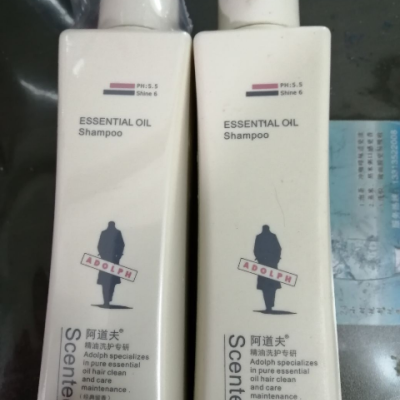 PH:5.5
Shine 6
ESSENTIAL OIL
Shampoo
ADOLPH
阿道夫®
精油洗护专研
Adolph specializes
in pure essential
oil hair clean
and care
maintenance .
Scente
PH:5.5
Shine 6
ESSENTIAL OIL
Shampoo
ADOLPH
阿道夫®
精油洗护专研
Adolph specializes
in pure essential
oil hair clean
and care
maintenance .
Scente